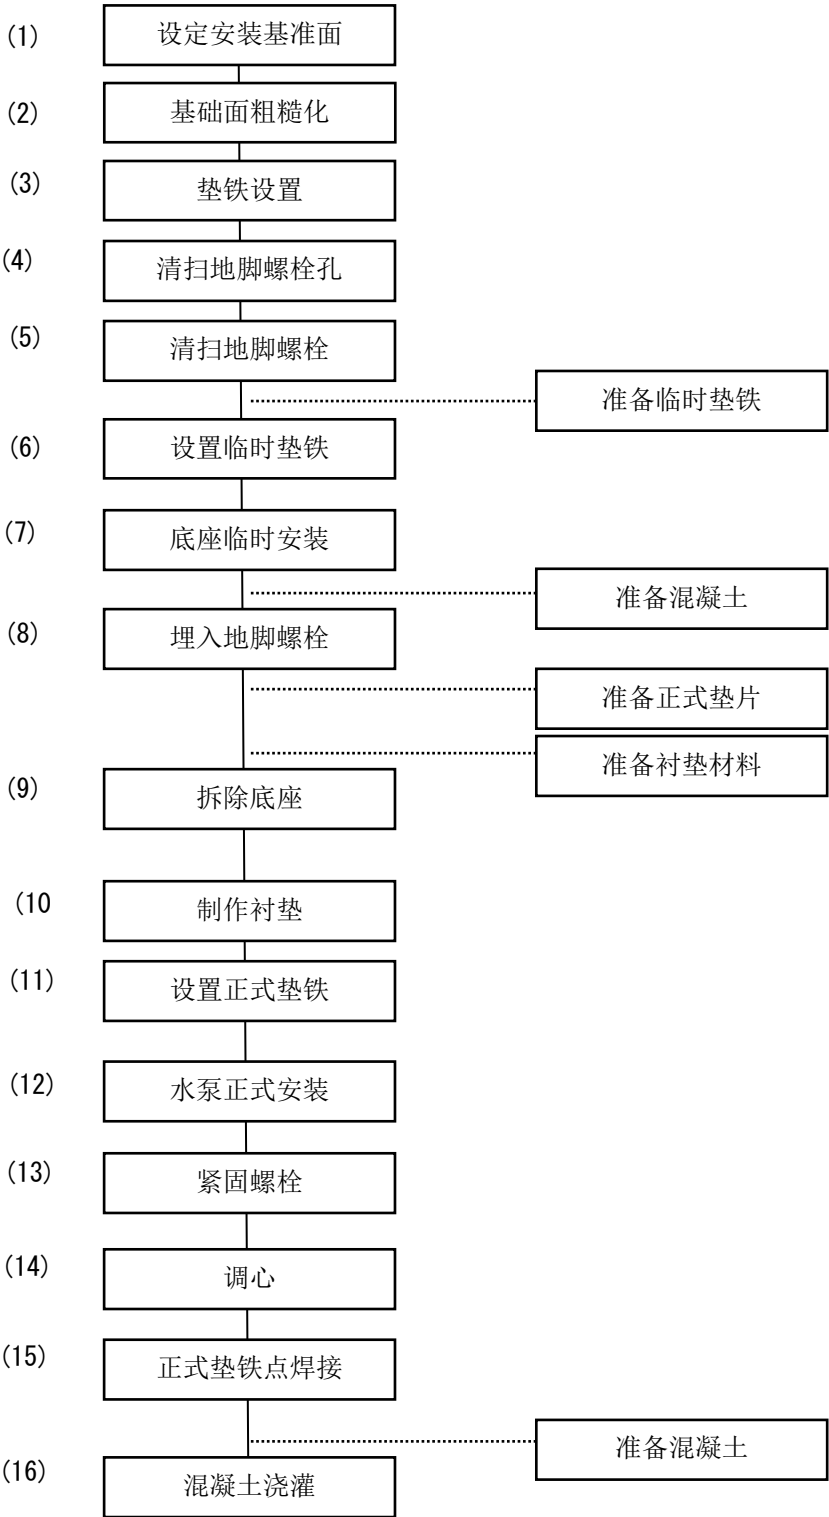 (1) 设定安装基准面
(2) 基础面粗糙化
(3) 垫铁设置
(4) 清扫地脚螺栓孔
(5) 清扫地脚螺栓
准备临时垫铁
(6) 设置临时垫铁
(7) 底座临时安装
准备混凝土
(8) 埋入地脚螺栓
准备正式垫片
准备衬垫材料
(9) 拆除底座
(10 制作衬垫
(11) 设置正式垫铁
(12) 水泵正式安装
(13) 紧固螺栓
(14) 调心
(15) 正式垫铁点焊接
准备混凝土
(16) 混凝土浇灌